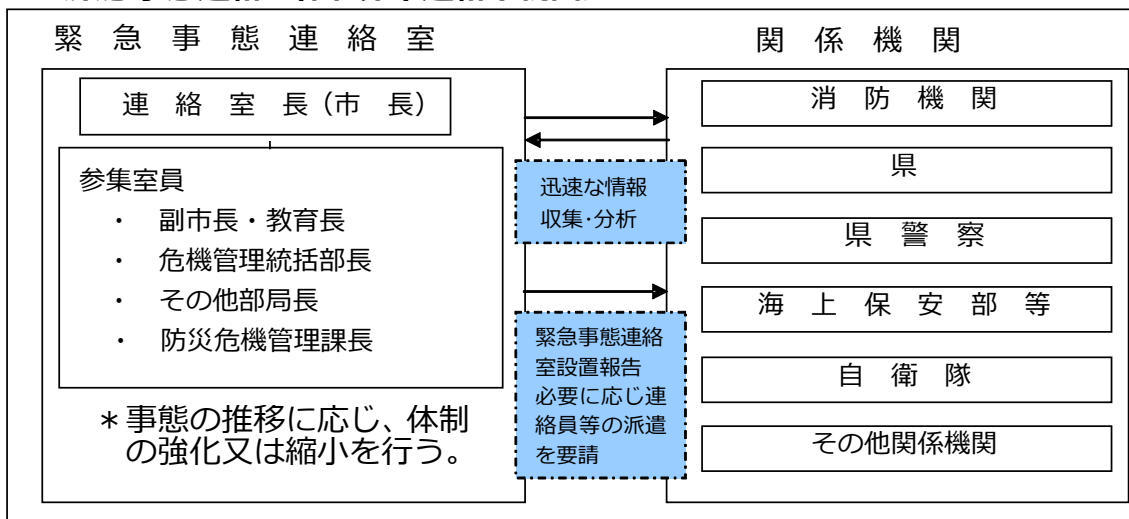 緊急事態連絡室
関係機関
連絡室長(市長)
参集室員
・ 副市長・教育長
・ 危機管理統括部長
・ その他部局長
・ 防災危機管理課長
*事態の推移に応じ、体制
の強化又は縮小を行う。
迅速な情報
収集・分析
緊急事態連絡
室設置報告
必要に応じ連
絡員等の派遣
を要請
消防機関
県
県警察
海上保安部等
自衛隊
その他関係機関